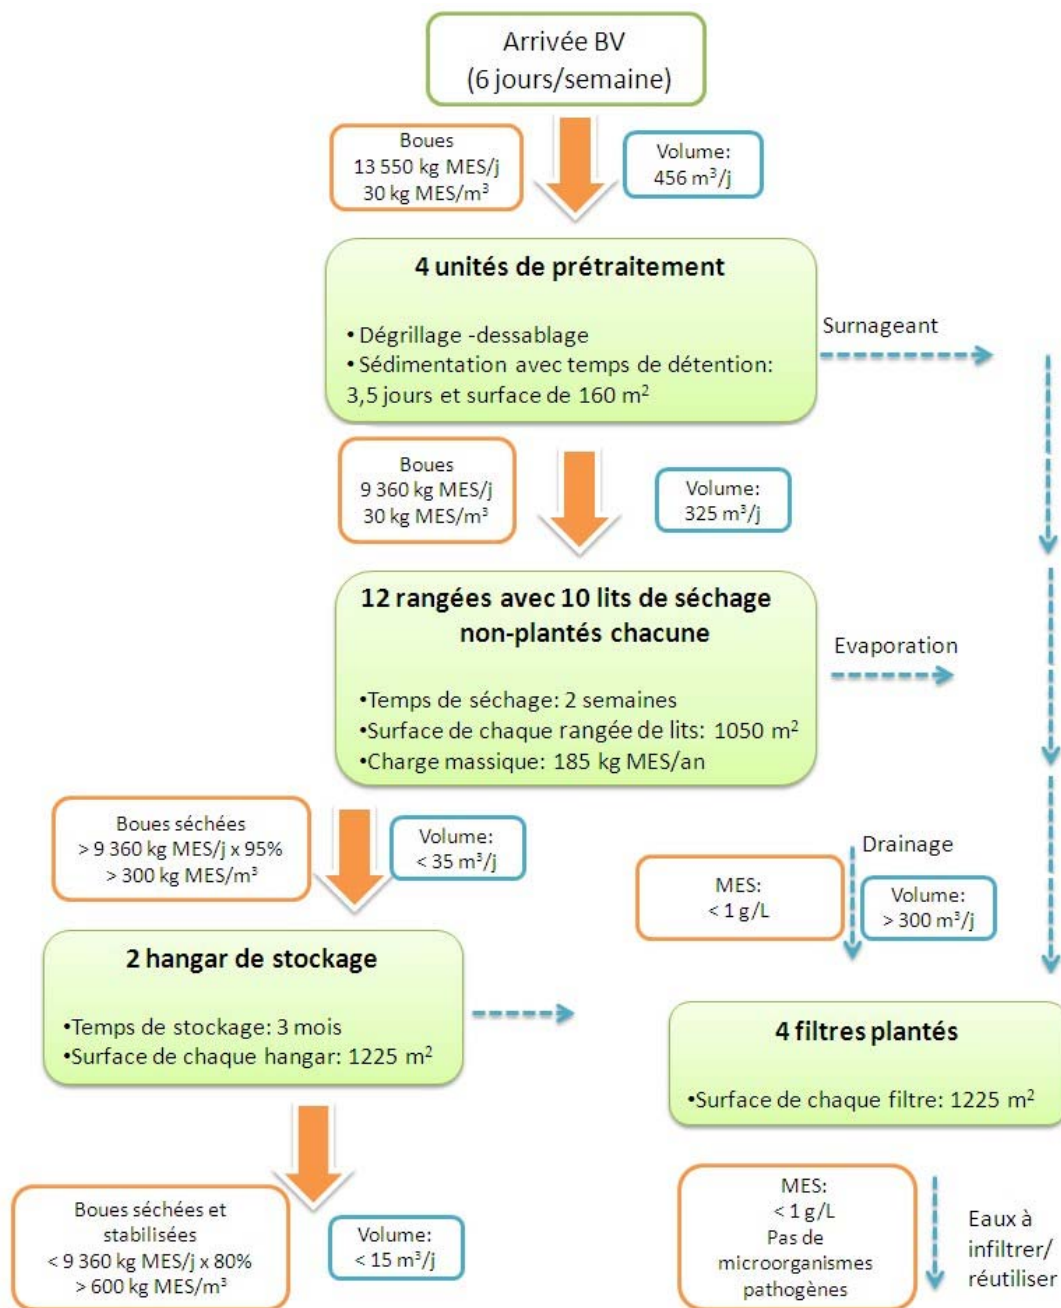 Arrivée BV
(6 jours/semaine)
Boues
13 550 kg MES/j
30 kg MES/m³
Volume:
456 m³/j
4 unités de prétraitement
• Dégrillage -dessablage
• Sédimentation avec temps de détention:
3,5 jours et surface de 160 m²
Surnageant
Boues
9 360 kg MES/j
30 kg MES/m³
Volume:
325 m³/j
12 rangées avec 10 lits de séchage
non-plantés chacune
•Temps de séchage: 2 semaines
•Surface de chaque rangée de lits: 1050 m²
•Charge massique: 185 kg MES/an
Evaporation
Boues séchées
> 9 360 kg MES/j x 95%
> 300 kg MES/m³
Volume:
< 35 m³/j
Drainage
MES:
< 1 g/L
Volume:
> 300 m³/j
2 hangar de stockage
•Temps de stockage: 3 mois
•Surface de chaque hangar: 1225 m²
4 filtres plantés
•Surface de chaque filtre: 1225 m²
Boues séchées et
stabilisées
< 9 360 kg MES/j x 80%
> 600 kg MES/m³
Volume:
< 15 m³/j
MES:
< 1 g/L
Pas de
microorganismes
pathogènes
Eaux à
infiltrer/
réutiliser